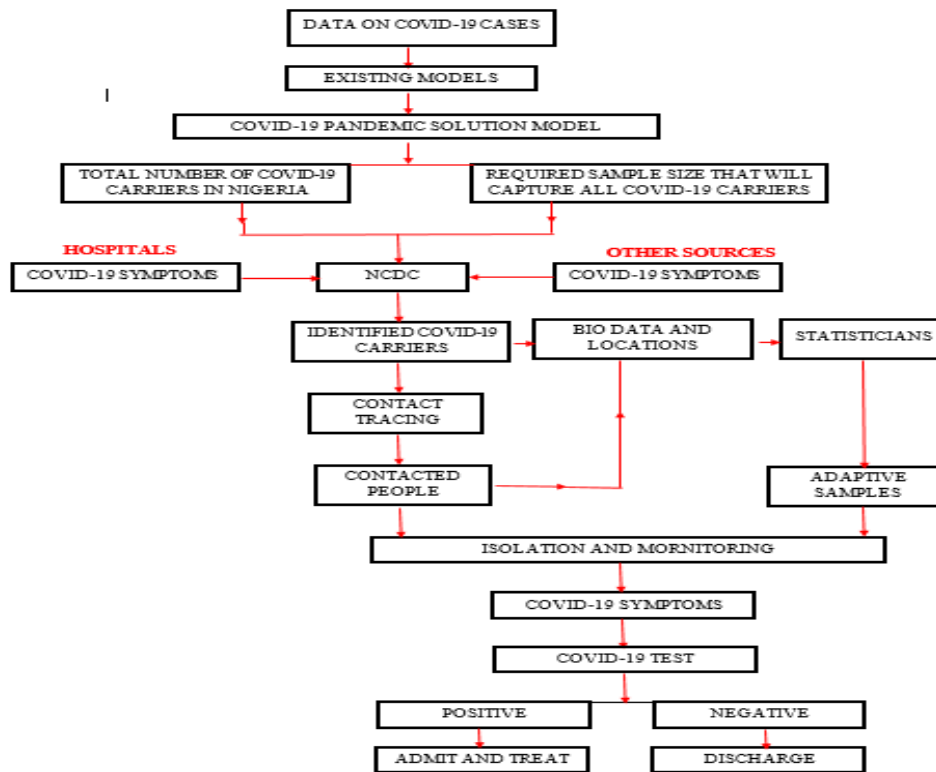 DATA ON COVID-19 CASES
EXISTING MODELS
COVID-19 PANDEMIC SOLUTION MODEL
TOTAL NUMBER OF COVID-19
CARRIERS IN NIGERIA
REQUIRED SAMPLE SIZE THAT WILL
CAPTURE ALL COVID-19 CARRIERS
HOSPITALS
OTHER SOURCES
COVID-19 SYMPTOMS
NCDC
COVID-19 SYMPTOMS
IDENTIFIED COVID-19
CARRIERS
BIO DATA AND
LOCATIONS
STATISTICIANS
CONTACT
TRACING
CONTACTED
PEOPLE
ADAPTIVE
SAMPLES
ISOLATION AND MORNITORING
COVID-19 SYMPTOMS
COVID-19 TEST
POSITIVE
NEGATIVE
ADMIT AND TREAT
DISCHARGE